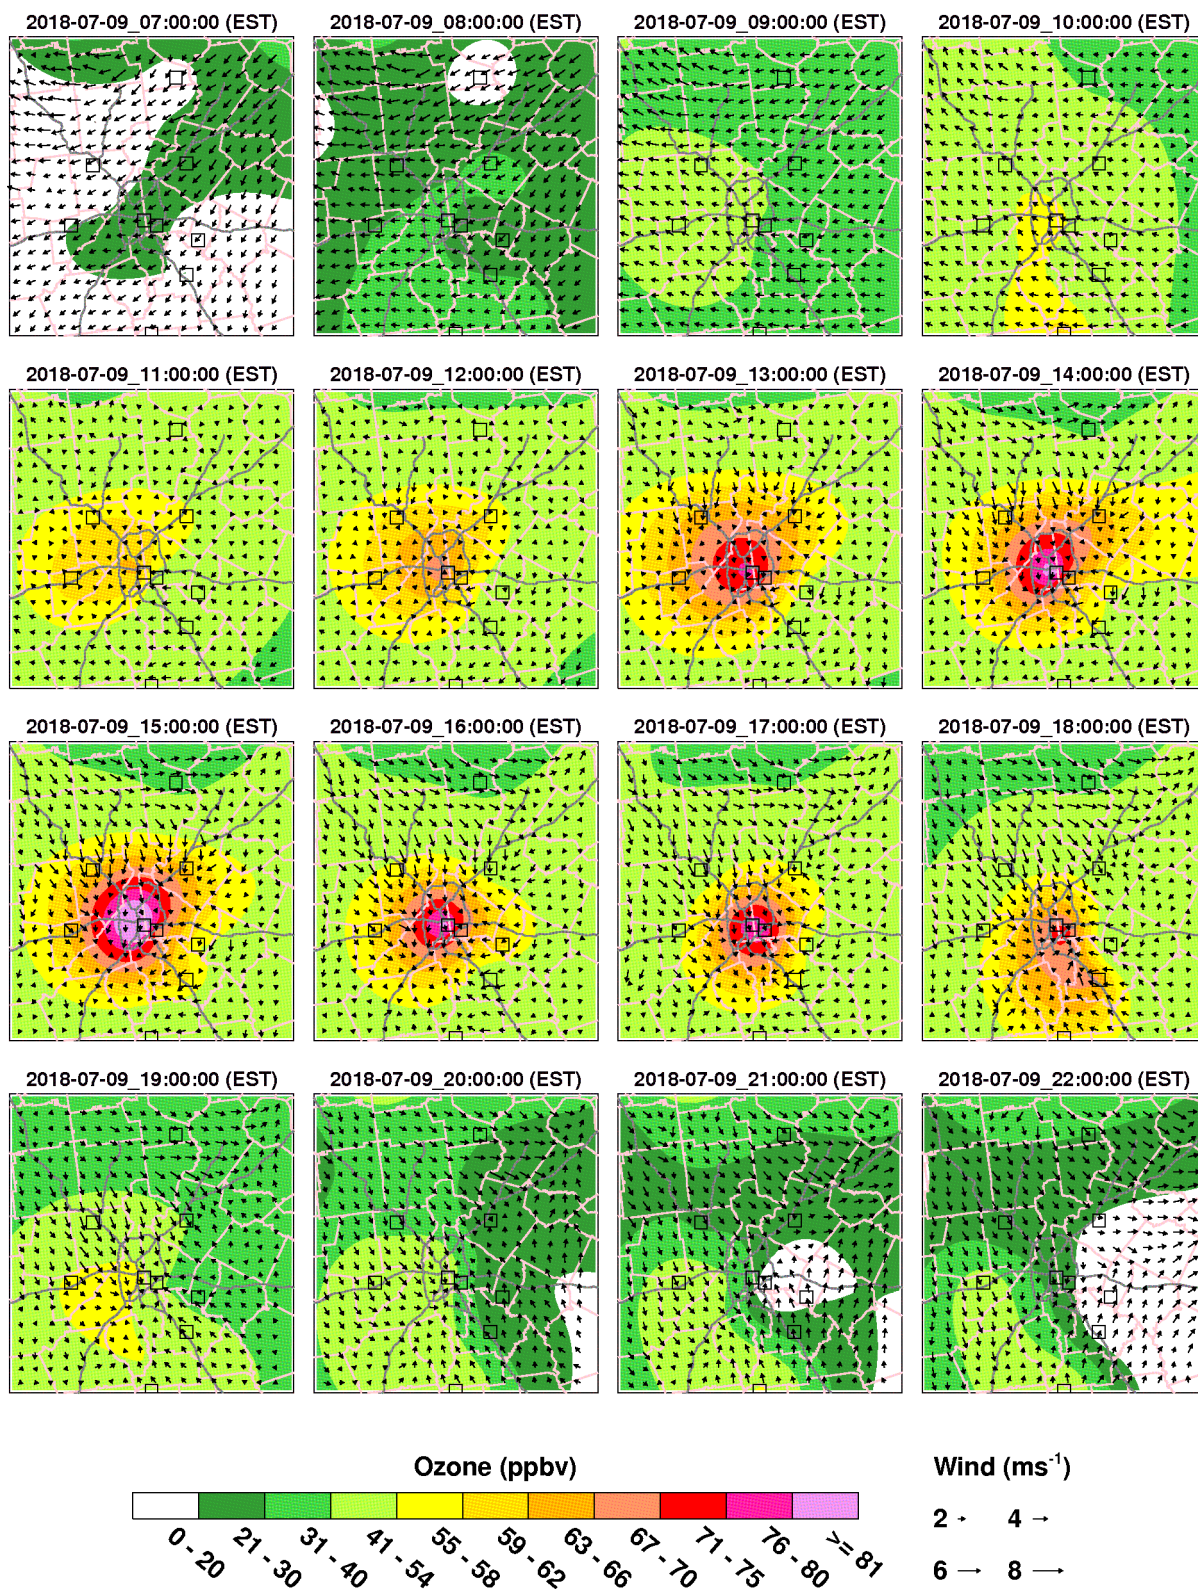 2018-07-09_07:00:00 (EST)
2018-07-09_08:00:00 (EST)
2018-07-09_09:00:00 (EST)
2018-07-09_10:00:00 (EST)
2018-07-09_11:00:00 (EST)
2018-07-09_12:00:00 (EST)
2018-07-09_13:00:00 (EST)
2018-07-09_14:00:00 (EST)
2018-07-09_15:00:00 (EST)
2018-07-09_16:00:00 (EST)
2018-07-09_17:00:00 (EST)
2018-07-09_18:00:00 (EST)
2018-07-09_19:00:00 (EST)
2018-07-09_20:00:00 (EST)
2018-07-09_21:00:00 (EST)
2018-07-09_22:00:00 (EST)
Ozone (ppbv)
0 - 20
21 - 30
31 - 40
41 - 54
55 - 58
59 - 62
63 - 66
67 - 70
71 - 75
76 - 80
>= 81
Wind (ms⁻¹)
2
4
6
8